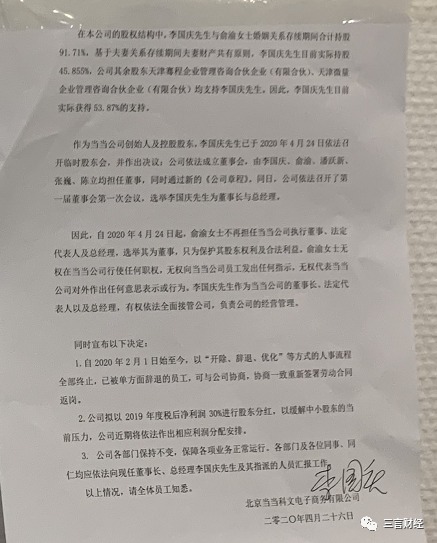 在本公司的股权结构中，李国庆先生与俞渝女士婚姻关系存续期间合计持股
91.71%，基于夫妻关系存续期间夫妻财产共有原则，李国庆先生目前实际持股
45.855%，公司其余股东天津骞程企业管理咨询合伙企业（有限合伙）、天津微量
企业管理咨询合伙企业（有限合伙）均支持李国庆先生。因此，李国庆先生目前
实际获得 53.87%的支持。
作为当当公司创始人及控股股东，李国庆先生已于 2020 年 4 月 24 日依法召
开临时股东会，并作出决议：公司依法成立董事会，由李国庆、俞渝、潘跃新、
张巍、陈立均担任董事，同时通过新的《公司章程》。同日，公司依法召开了第
一届董事会第一次会议，选举李国庆先生为董事长与总经理。
因此，自 2020 年 4 月 24 日起，俞渝女士不再担任当当公司执行董事、法定
代表人及总经理，选举其为董事，只为保护其股东权利及合法利益。俞渝女士无
权在当当公司行使任何职权，无权向当当公司员工发出任何指示，无权代表当当
公司对外作出任何意思表示或行为。李国庆先生作为当当公司的董事长、法定
代表人以及总经理，有权依法全面接管公司，负责公司的经营管理。
同时宣布以下决定：
1.自 2020 年 2 月 1 日始至今，以“开除、辞退、优化”等方式的人事流程
全部终止，已被单方面辞退的员工，可与公司协商，协商一致重新签署劳动合同
返岗。
2.公司拟以 2019 年度税后净利润 30%进行股东分红，以缓解中小股东的当
前压力，公司近期将依法作出相应利润分配安排。
3. 公司各部门保持不变，保障各项业务正常运行。各部门及各位同事、同
仁均应依法向现任董事长、总经理李国庆先生及其指派的人员汇报工作。
以上情况，请全体员工知悉。
李国庆
北京当当科文电子商务有限公司
二零二〇年四月二十六日
三言财经